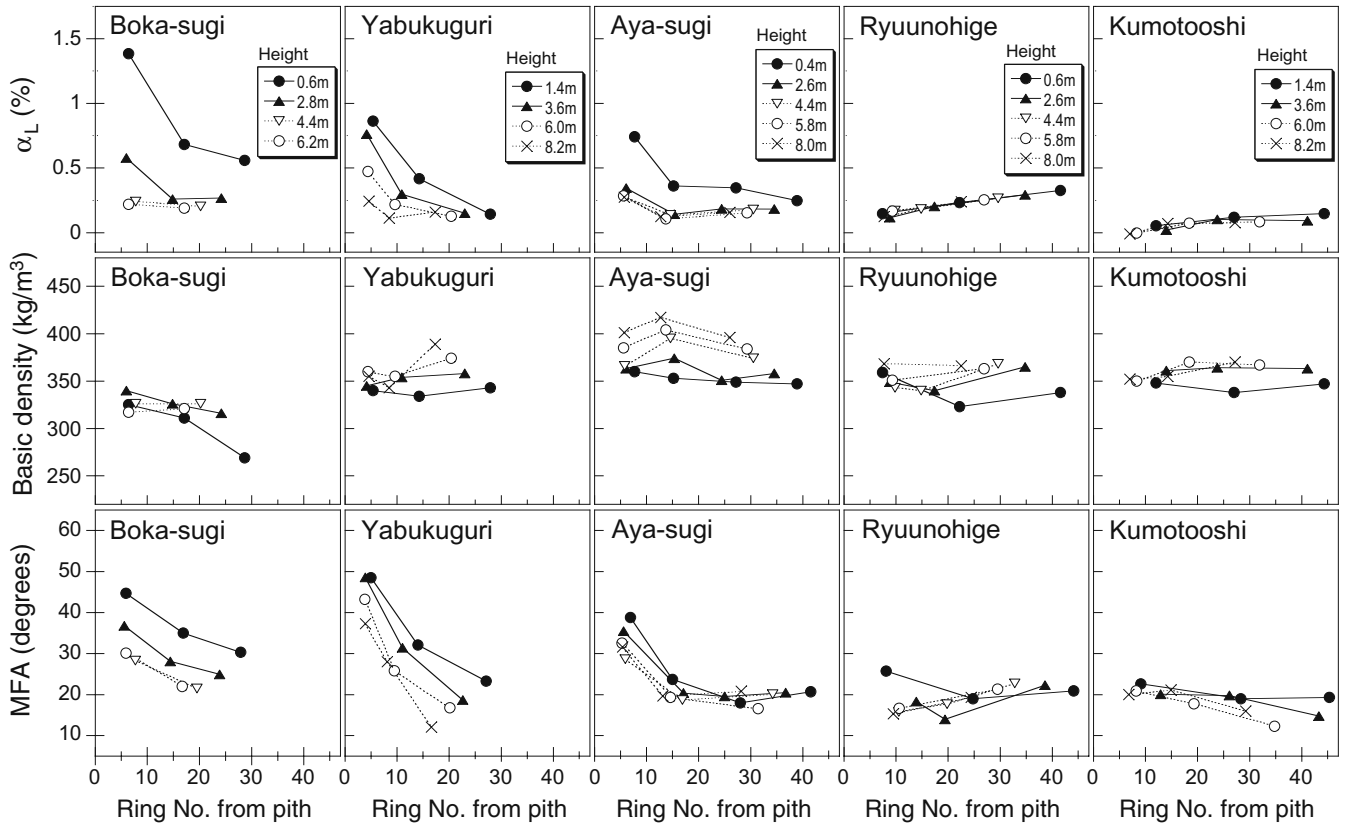 Boka-sugi
Yabukuguri
Aya-sugi
Ryuunohige
Kumotooshi
αL (%)
1.5
1
0.5
0
Height
0.6m
2.8m
4.4m
6.2m
Height
1.4m
3.6m
6.0m
8.2m
Height
0.4m
2.6m
4.4m
5.8m
8.0m
Height
0.6m
2.6m
4.4m
5.8m
8.0m
Height
1.4m
3.6m
6.0m
8.2m
Boka-sugi
Yabukuguri
Aya-sugi
Ryuunohige
Kumotooshi
Basic density (kg/m³)
450
400
350
300
250
Boka-sugi
Yabukuguri
Aya-sugi
Ryuunohige
Kumotooshi
MFA (degrees)
60
50
40
30
20
10
0 10 20 30 40
0 10 20 30 40
0 10 20 30 40
0 10 20 30 40
0 10 20 30 40
Ring No. from pith
Ring No. from pith
Ring No. from pith
Ring No. from pith
Ring No. from pith